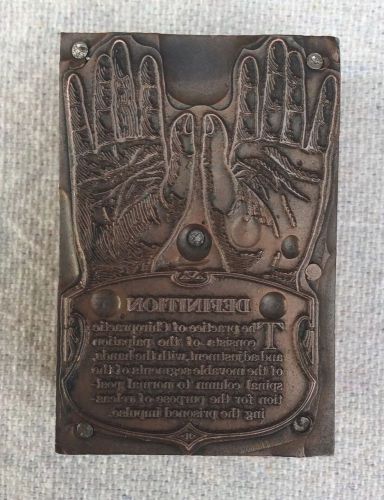 DEFINITION
The practice of Chiropractic
consists of the palpation
and adjustment, with the hands,
of the movable segments of the
spinal column to normal posi-
tion for the purpose of releas-
ing the prisoned impulse.